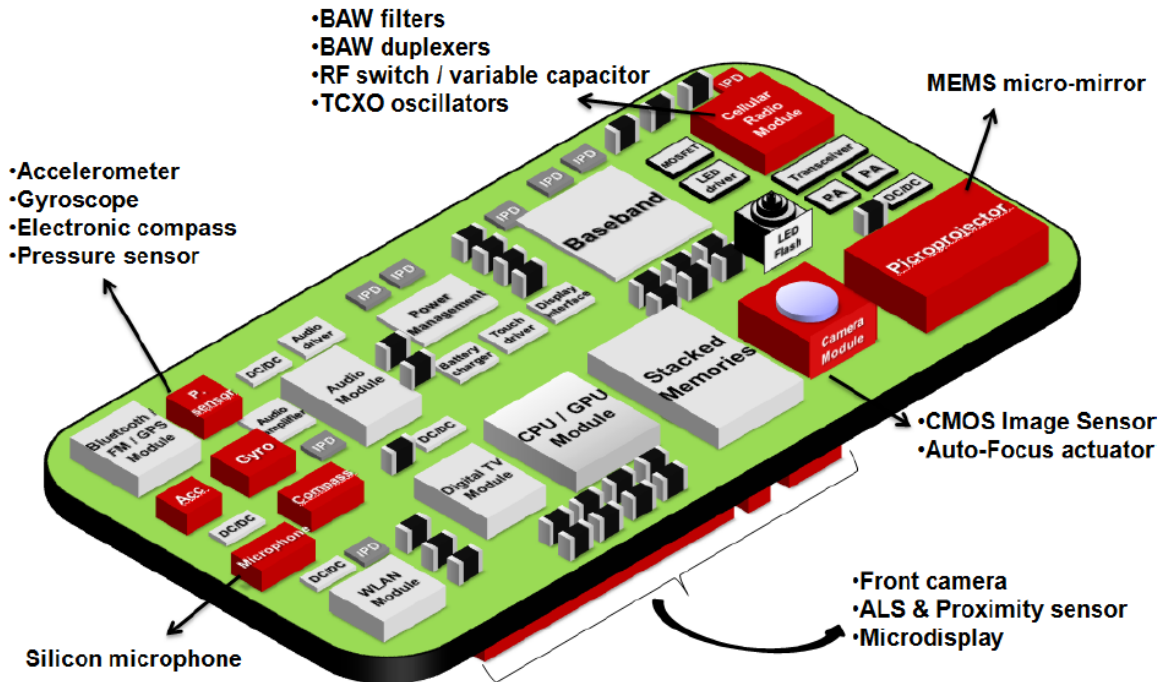 •BAW filters
•BAW duplexers
•RF switch / variable capacitor
•TCXO oscillators
MEMS micro-mirror
•Accelerometer
•Gyroscope
•Electronic compass
•Pressure sensor
IPD
Cellular
Radio
Module
MOSFET
LED
driver
Transceiver
PA
PA
DC/DC
IPD
IPD
IPD
Baseband
LED
Flash
Picroprojector
IPD
IPD
Power
Management
Display
interface
Touch
driver
Battery
charger
Camera
Module
Stacked
Memories
Audio
driver
DC/DC
Audio Module
P.
sensor
Audio
amplifier
Bluetooth /
FM / GPS
Module
Gyro
IPD
DC/DC
CPU / GPU
Module
Digital TV
Module
Acc.
Compass
DC/DC
Microphone
IPD
DC/DC
WLAN
Module
•CMOS Image Sensor
•Auto-Focus actuator
•Front camera
•ALS & Proximity sensor
•Microdisplay
Silicon microphone